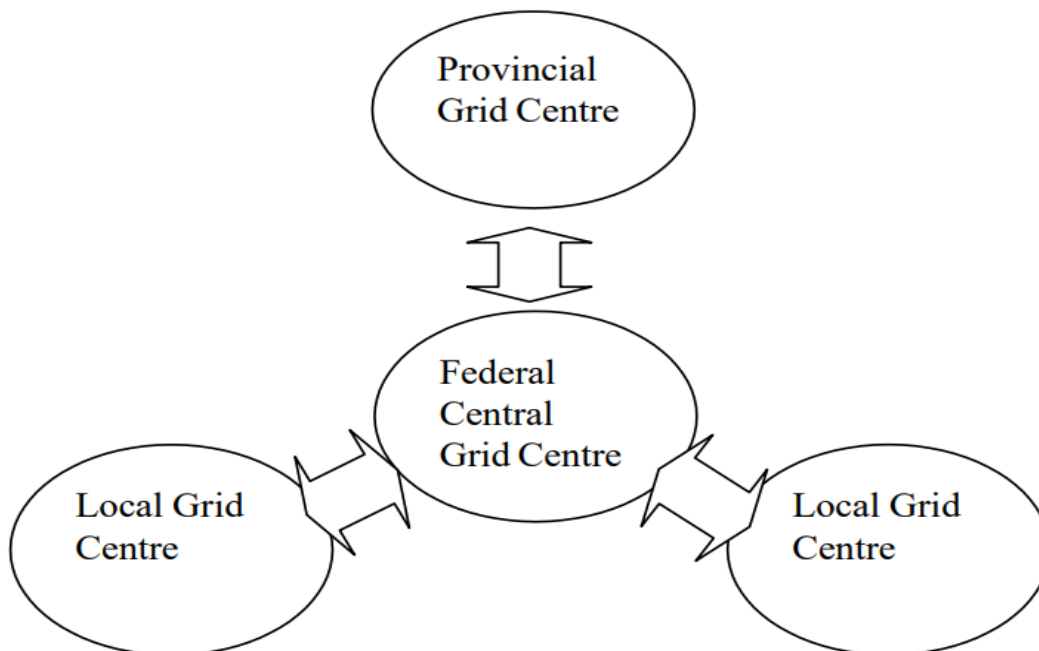 Provincial
Grid Centre
Federal
Central
Grid Centre
Local Grid
Centre
Local Grid
Centre